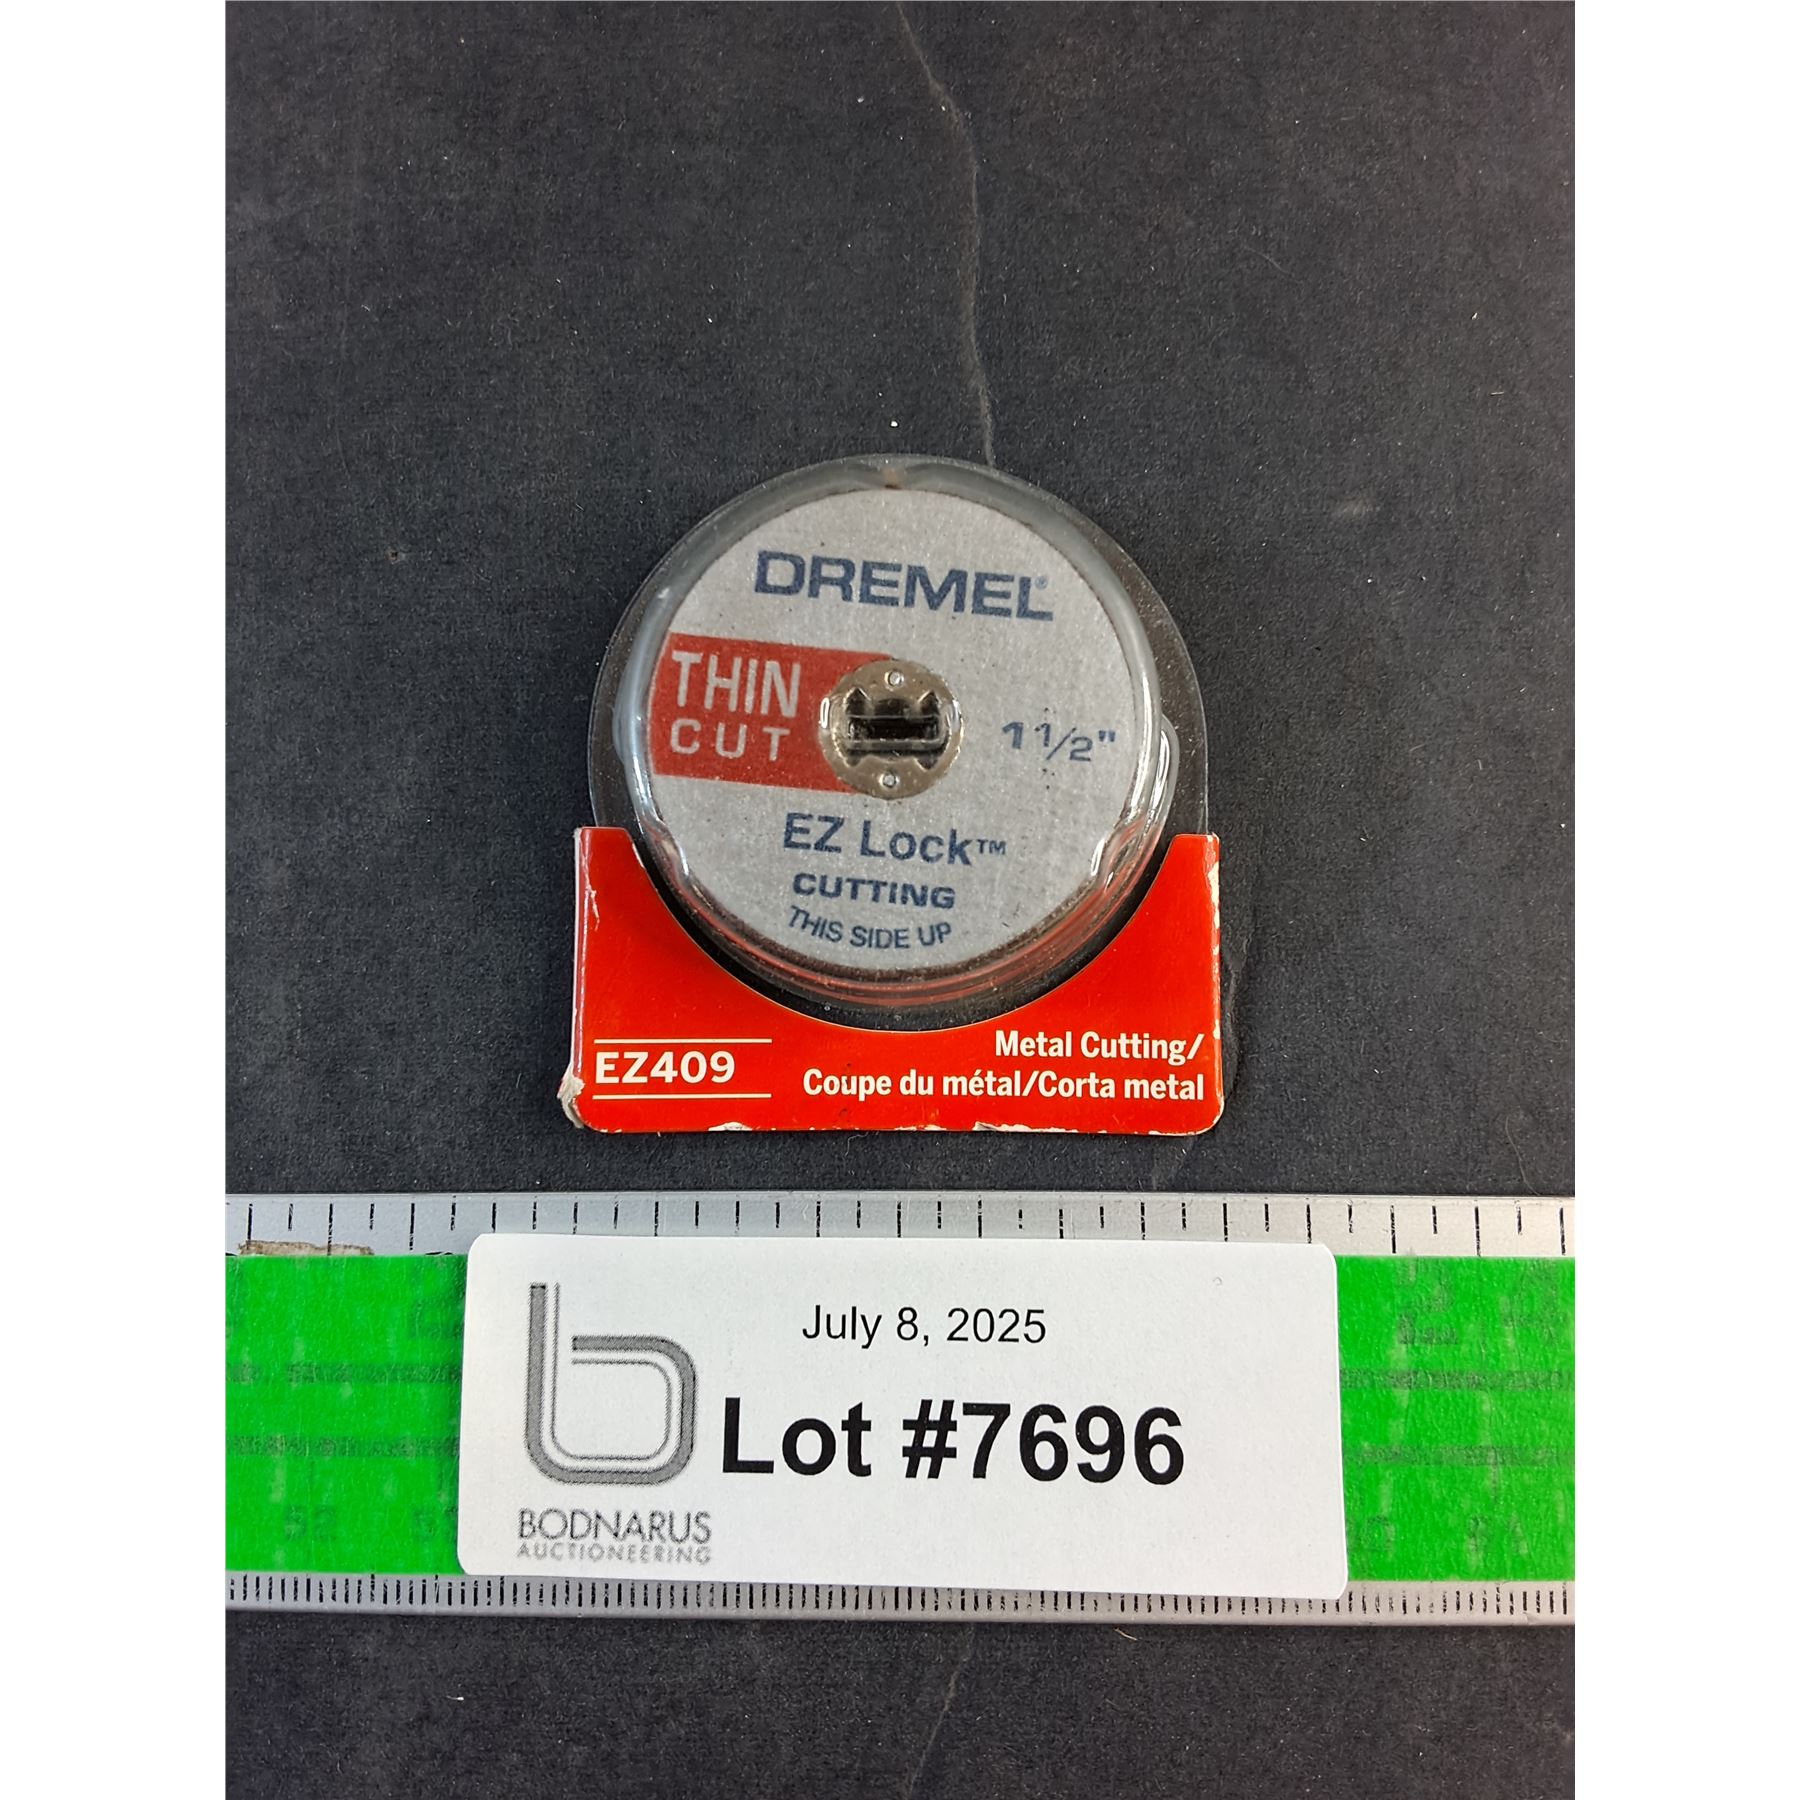 DREMEL®
THIN
CUT
1 1/2"
EZ Lock™
CUTTING
THIS SIDE UP
EZ409
Metal Cutting/
Coupe du métal/Corta metal
July 8, 2025
Lot #7696
BODNARUS
AUCTIONEERING